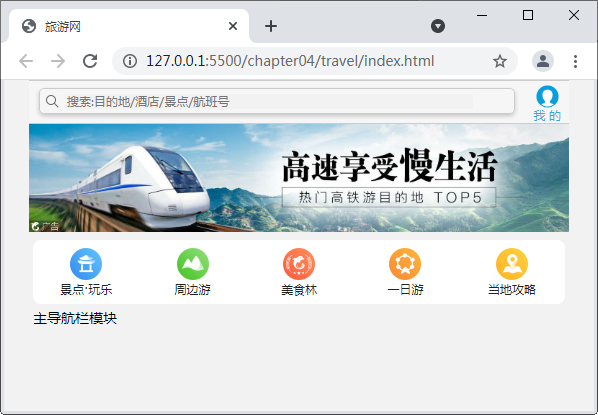 旅游网
127.0.0.1:5500/chapter04/travel/index.html
搜索:目的地/酒店/景点/航班号
我 的
高速享受慢生活
热门高铁游目的地 TOP5
广告
景点·玩乐
周边游
美食林
一日游
当地攻略
主导航栏模块